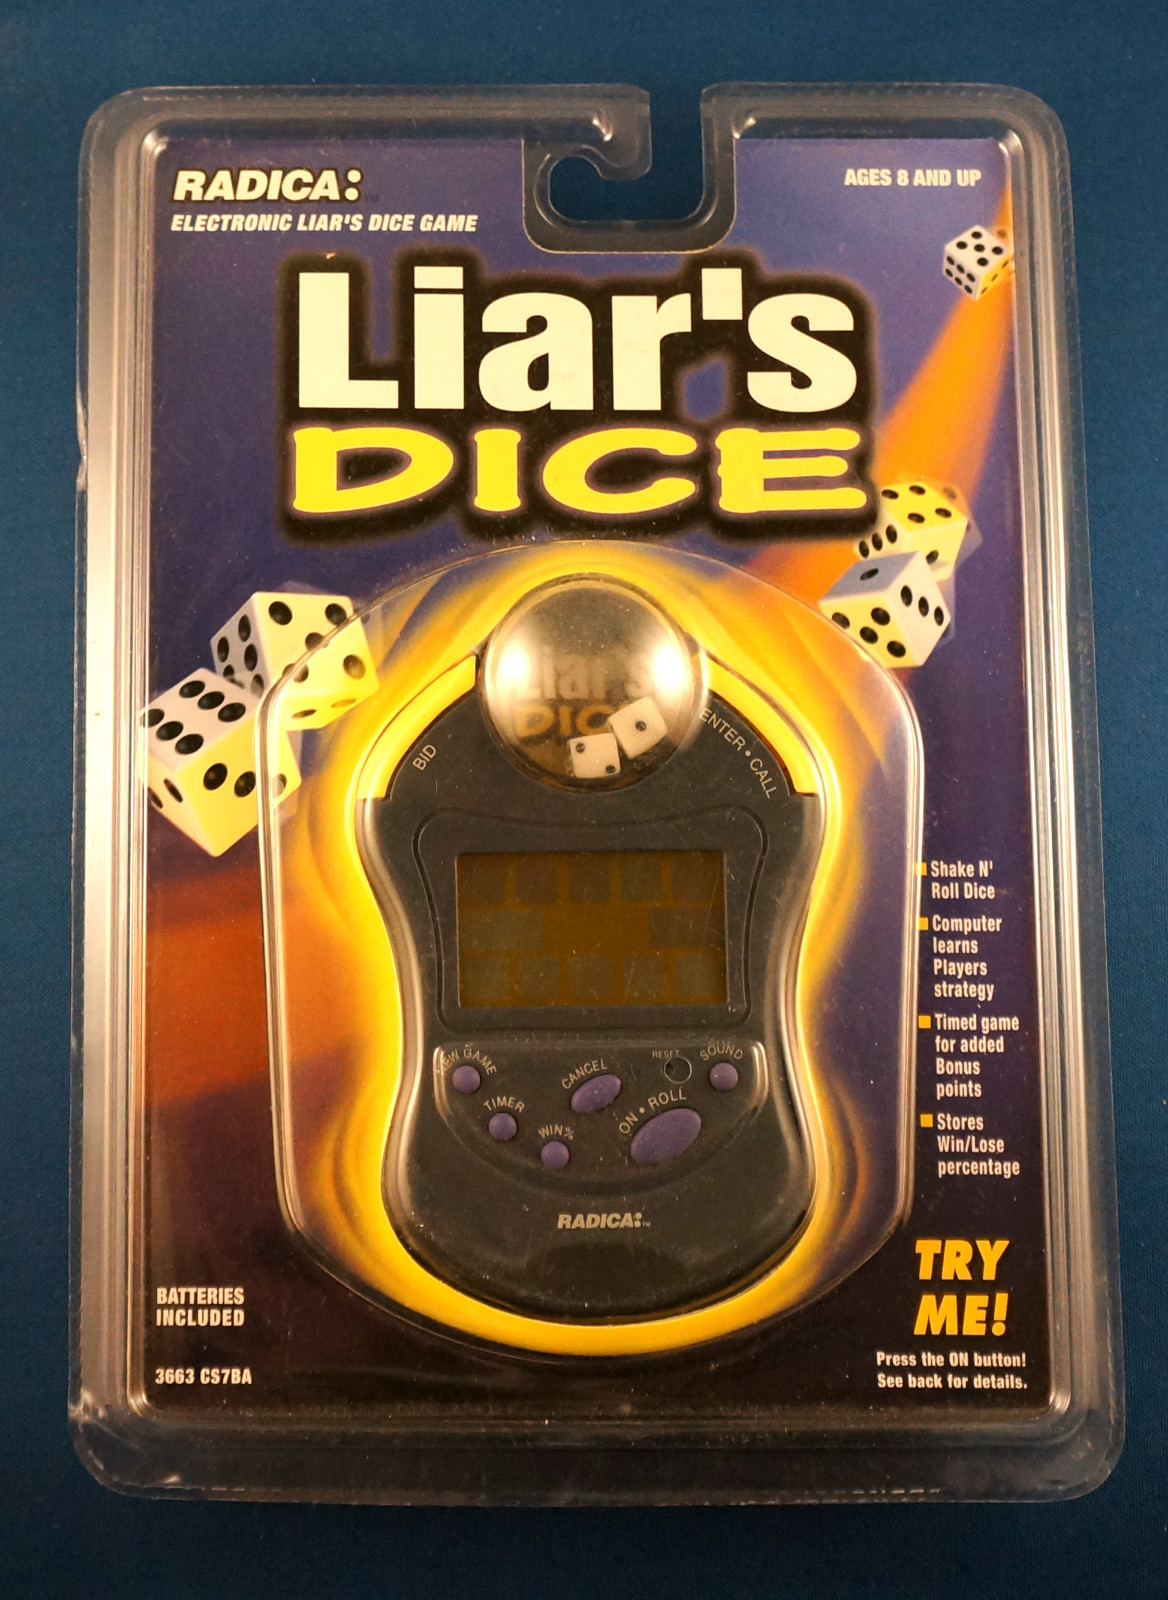 RADICA:™
AGES 8 AND UP
ELECTRONIC LIAR'S DICE GAME
Liar's
DICE
BID
ENTER • CALL
Shake N'
Roll Dice
Computer
learns
Players
strategy
Timed game
for added
Bonus
points
Stores
Win/Lose
percentage
NEW GAME
TIMER
WIN%
CANCEL
ON • ROLL
RESET
SOUND
RADICA:™
BATTERIES
INCLUDED
3663 CS7BA
TRY
ME!
Press the ON button!
See back for details.